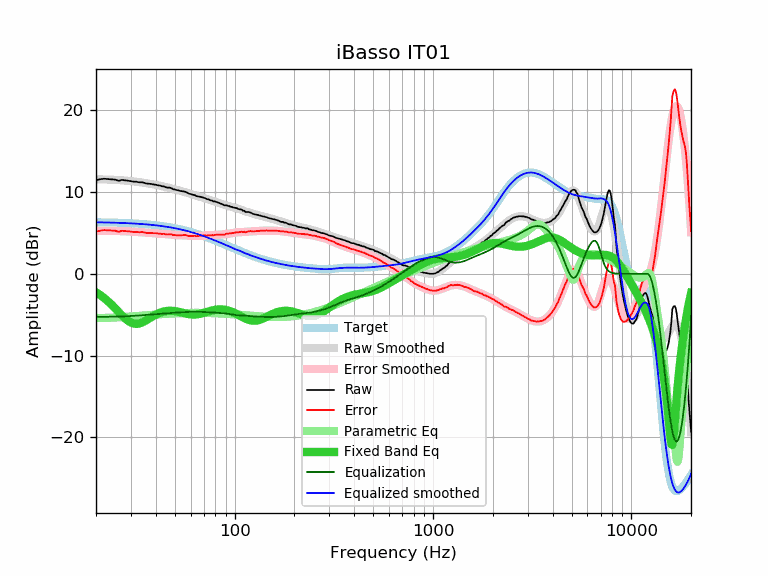 iBasso IT01
Amplitude (dBr)
20
10
0
−10
−20
Target
Raw Smoothed
Error Smoothed
Raw
Error
Parametric Eq
Fixed Band Eq
Equalization
Equalized smoothed
100
1000
10000
Frequency (Hz)